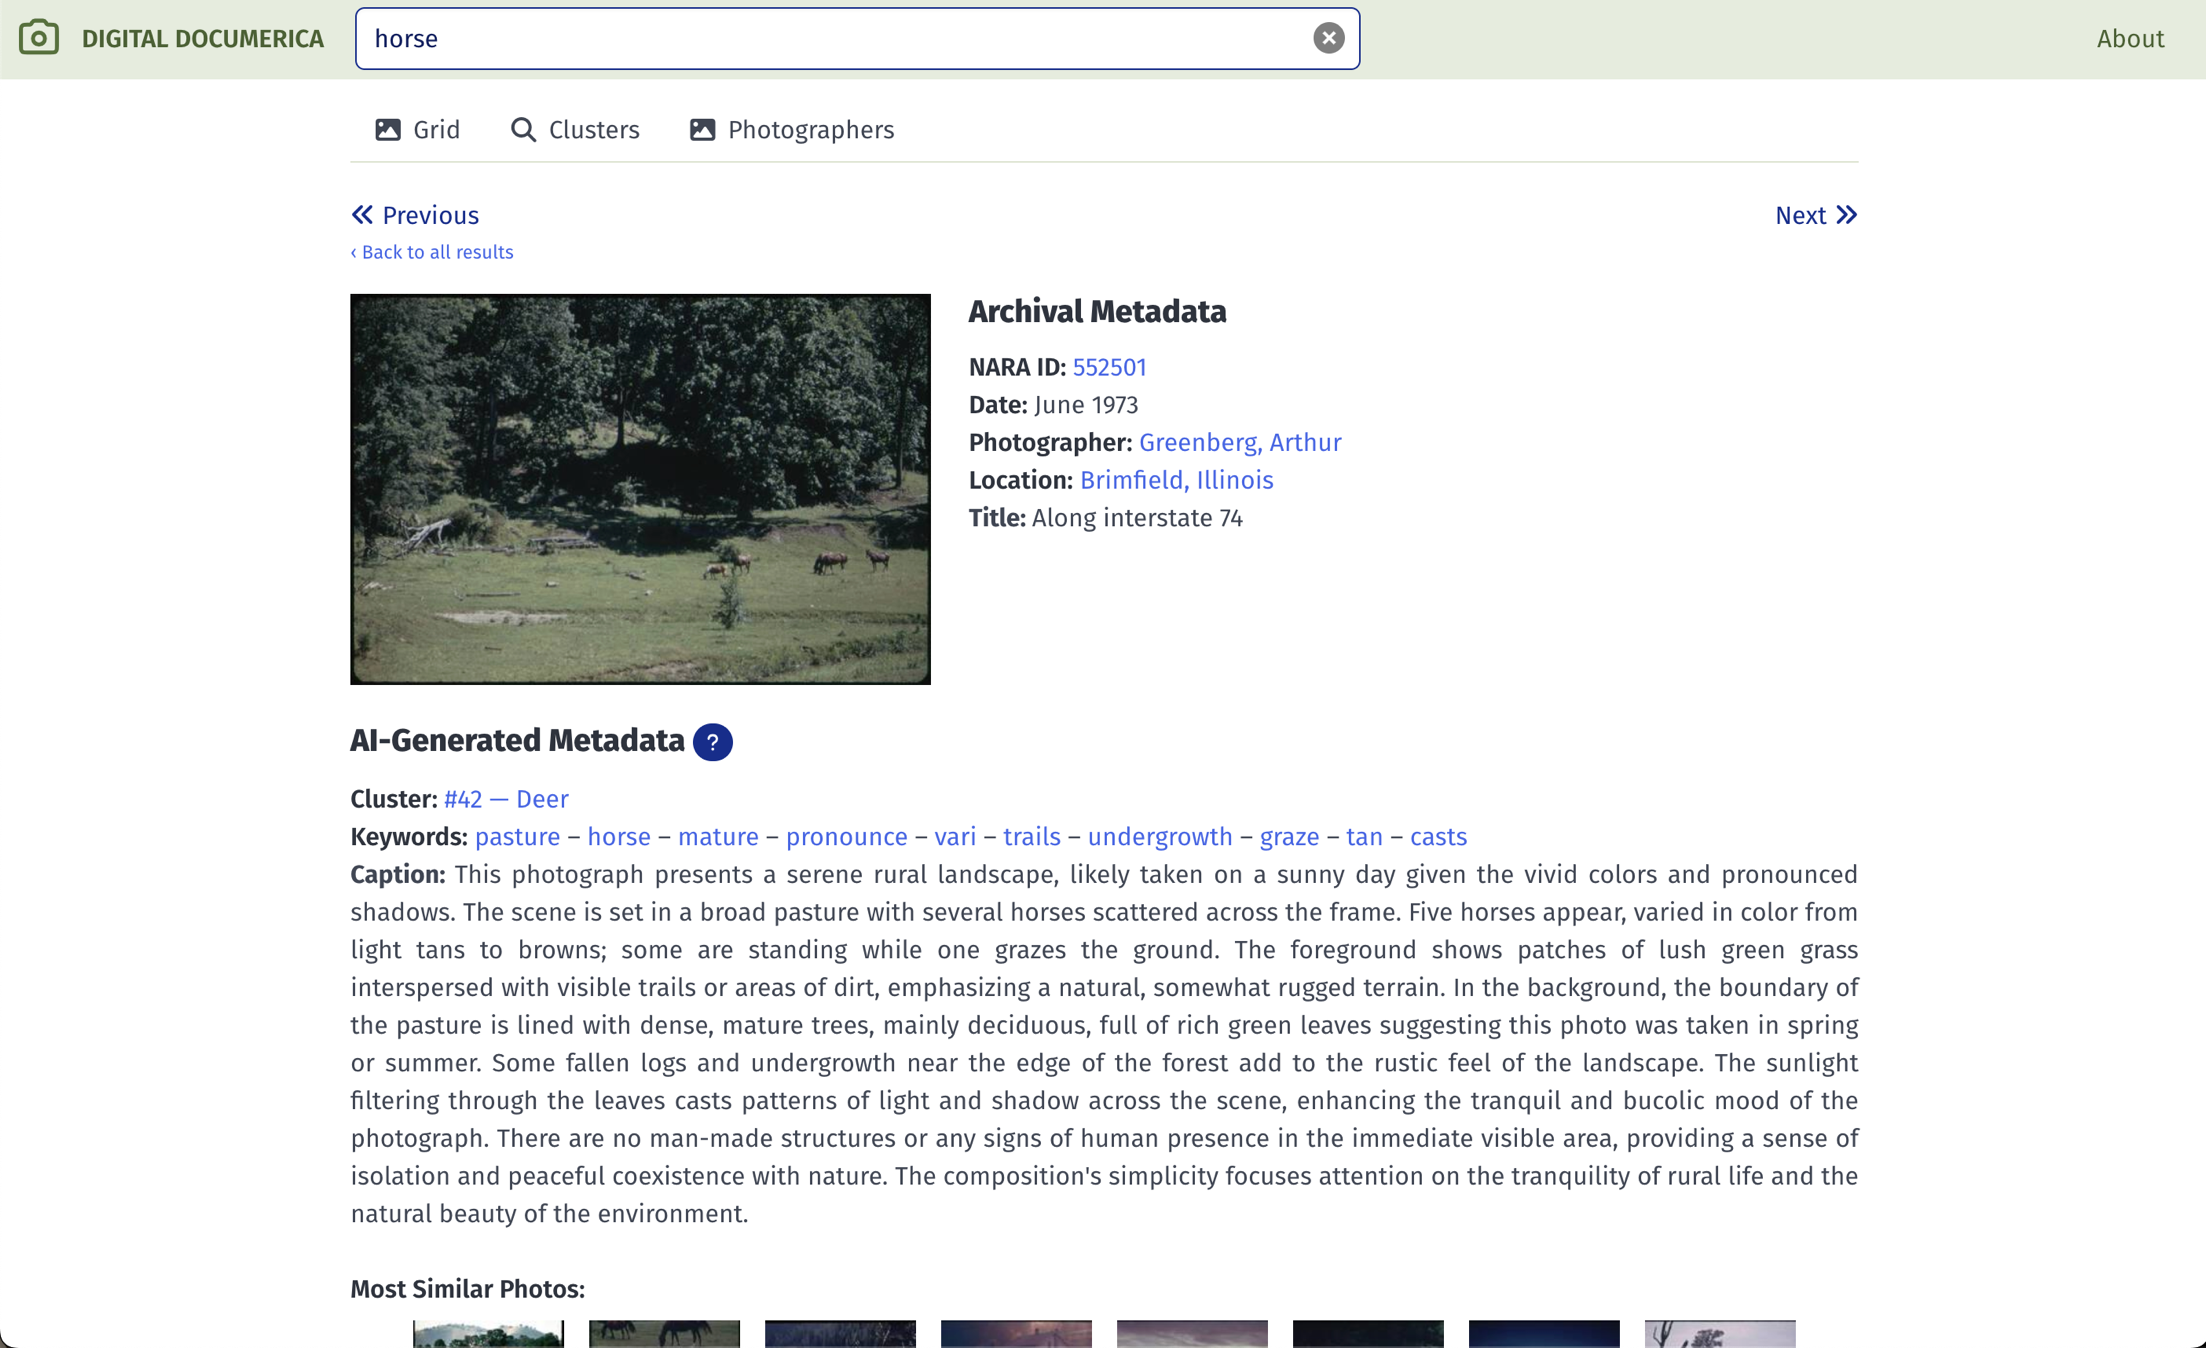 DIGITAL DOCUMERICA
horse
About
Grid
Clusters
Photographers
Previous
Next
‹ Back to all results
Archival Metadata
NARA ID: 552501
Date: June 1973
Photographer: Greenberg, Arthur
Location: Brimfield, Illinois
Title: Along interstate 74
AI-Generated Metadata ?
Cluster: #42 — Deer
Keywords: pasture – horse – mature – pronounce – vari – trails – undergrowth – graze – tan – casts
Caption: This photograph presents a serene rural landscape, likely taken on a sunny day given the vivid colors and pronounced
shadows. The scene is set in a broad pasture with several horses scattered across the frame. Five horses appear, varied in color from
light tans to browns; some are standing while one grazes the ground. The foreground shows patches of lush green grass
interspersed with visible trails or areas of dirt, emphasizing a natural, somewhat rugged terrain. In the background, the boundary of
the pasture is lined with dense, mature trees, mainly deciduous, full of rich green leaves suggesting this photo was taken in spring
or summer. Some fallen logs and undergrowth near the edge of the forest add to the rustic feel of the landscape. The sunlight
filtering through the leaves casts patterns of light and shadow across the scene, enhancing the tranquil and bucolic mood of the
photograph. There are no man-made structures or any signs of human presence in the immediate visible area, providing a sense of
isolation and peaceful coexistence with nature. The composition's simplicity focuses attention on the tranquility of rural life and the
natural beauty of the environment.
Most Similar Photos: